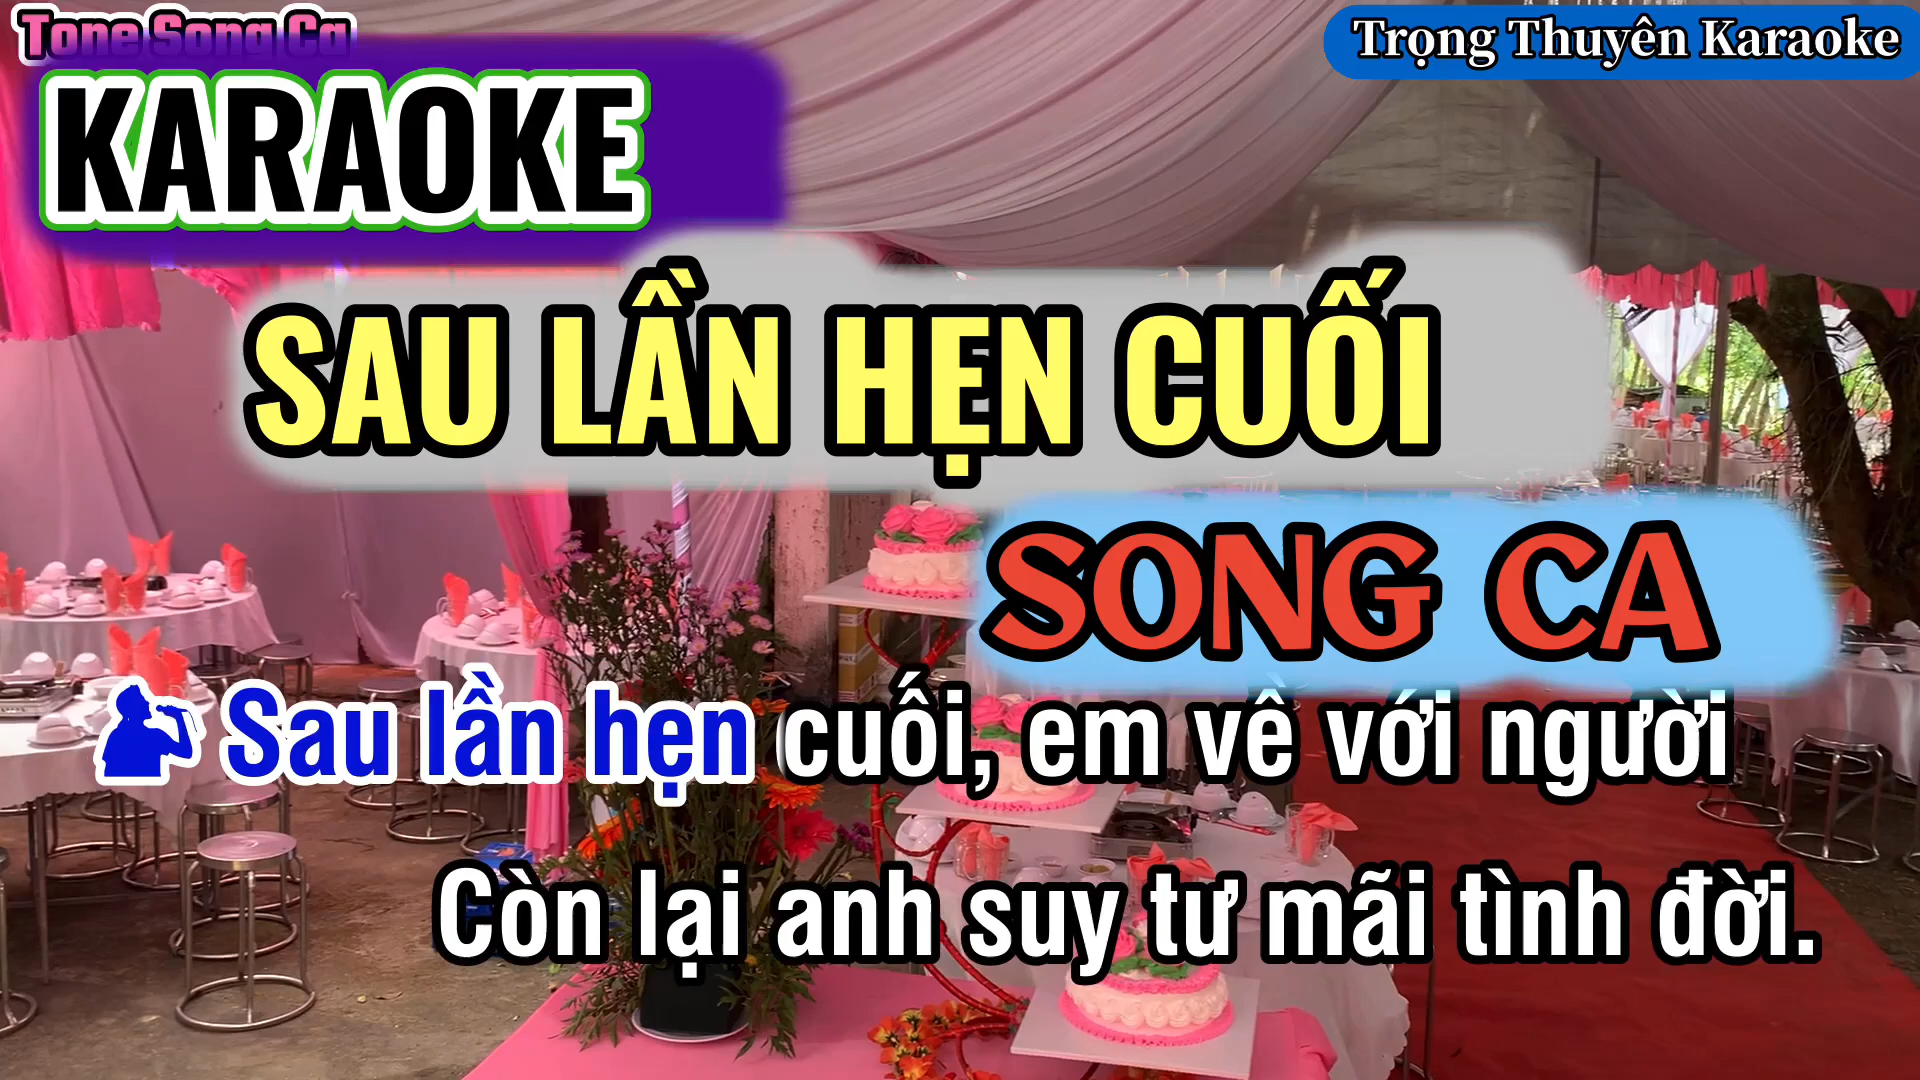 Tone Song Ca
Trọng Thuyên Karaoke
KARAOKE
SAU LẦN HẸN CUỐI
SONG CA
Sau lần hẹn cuối, em về với người
Còn lại anh suy tư mãi tình đời.